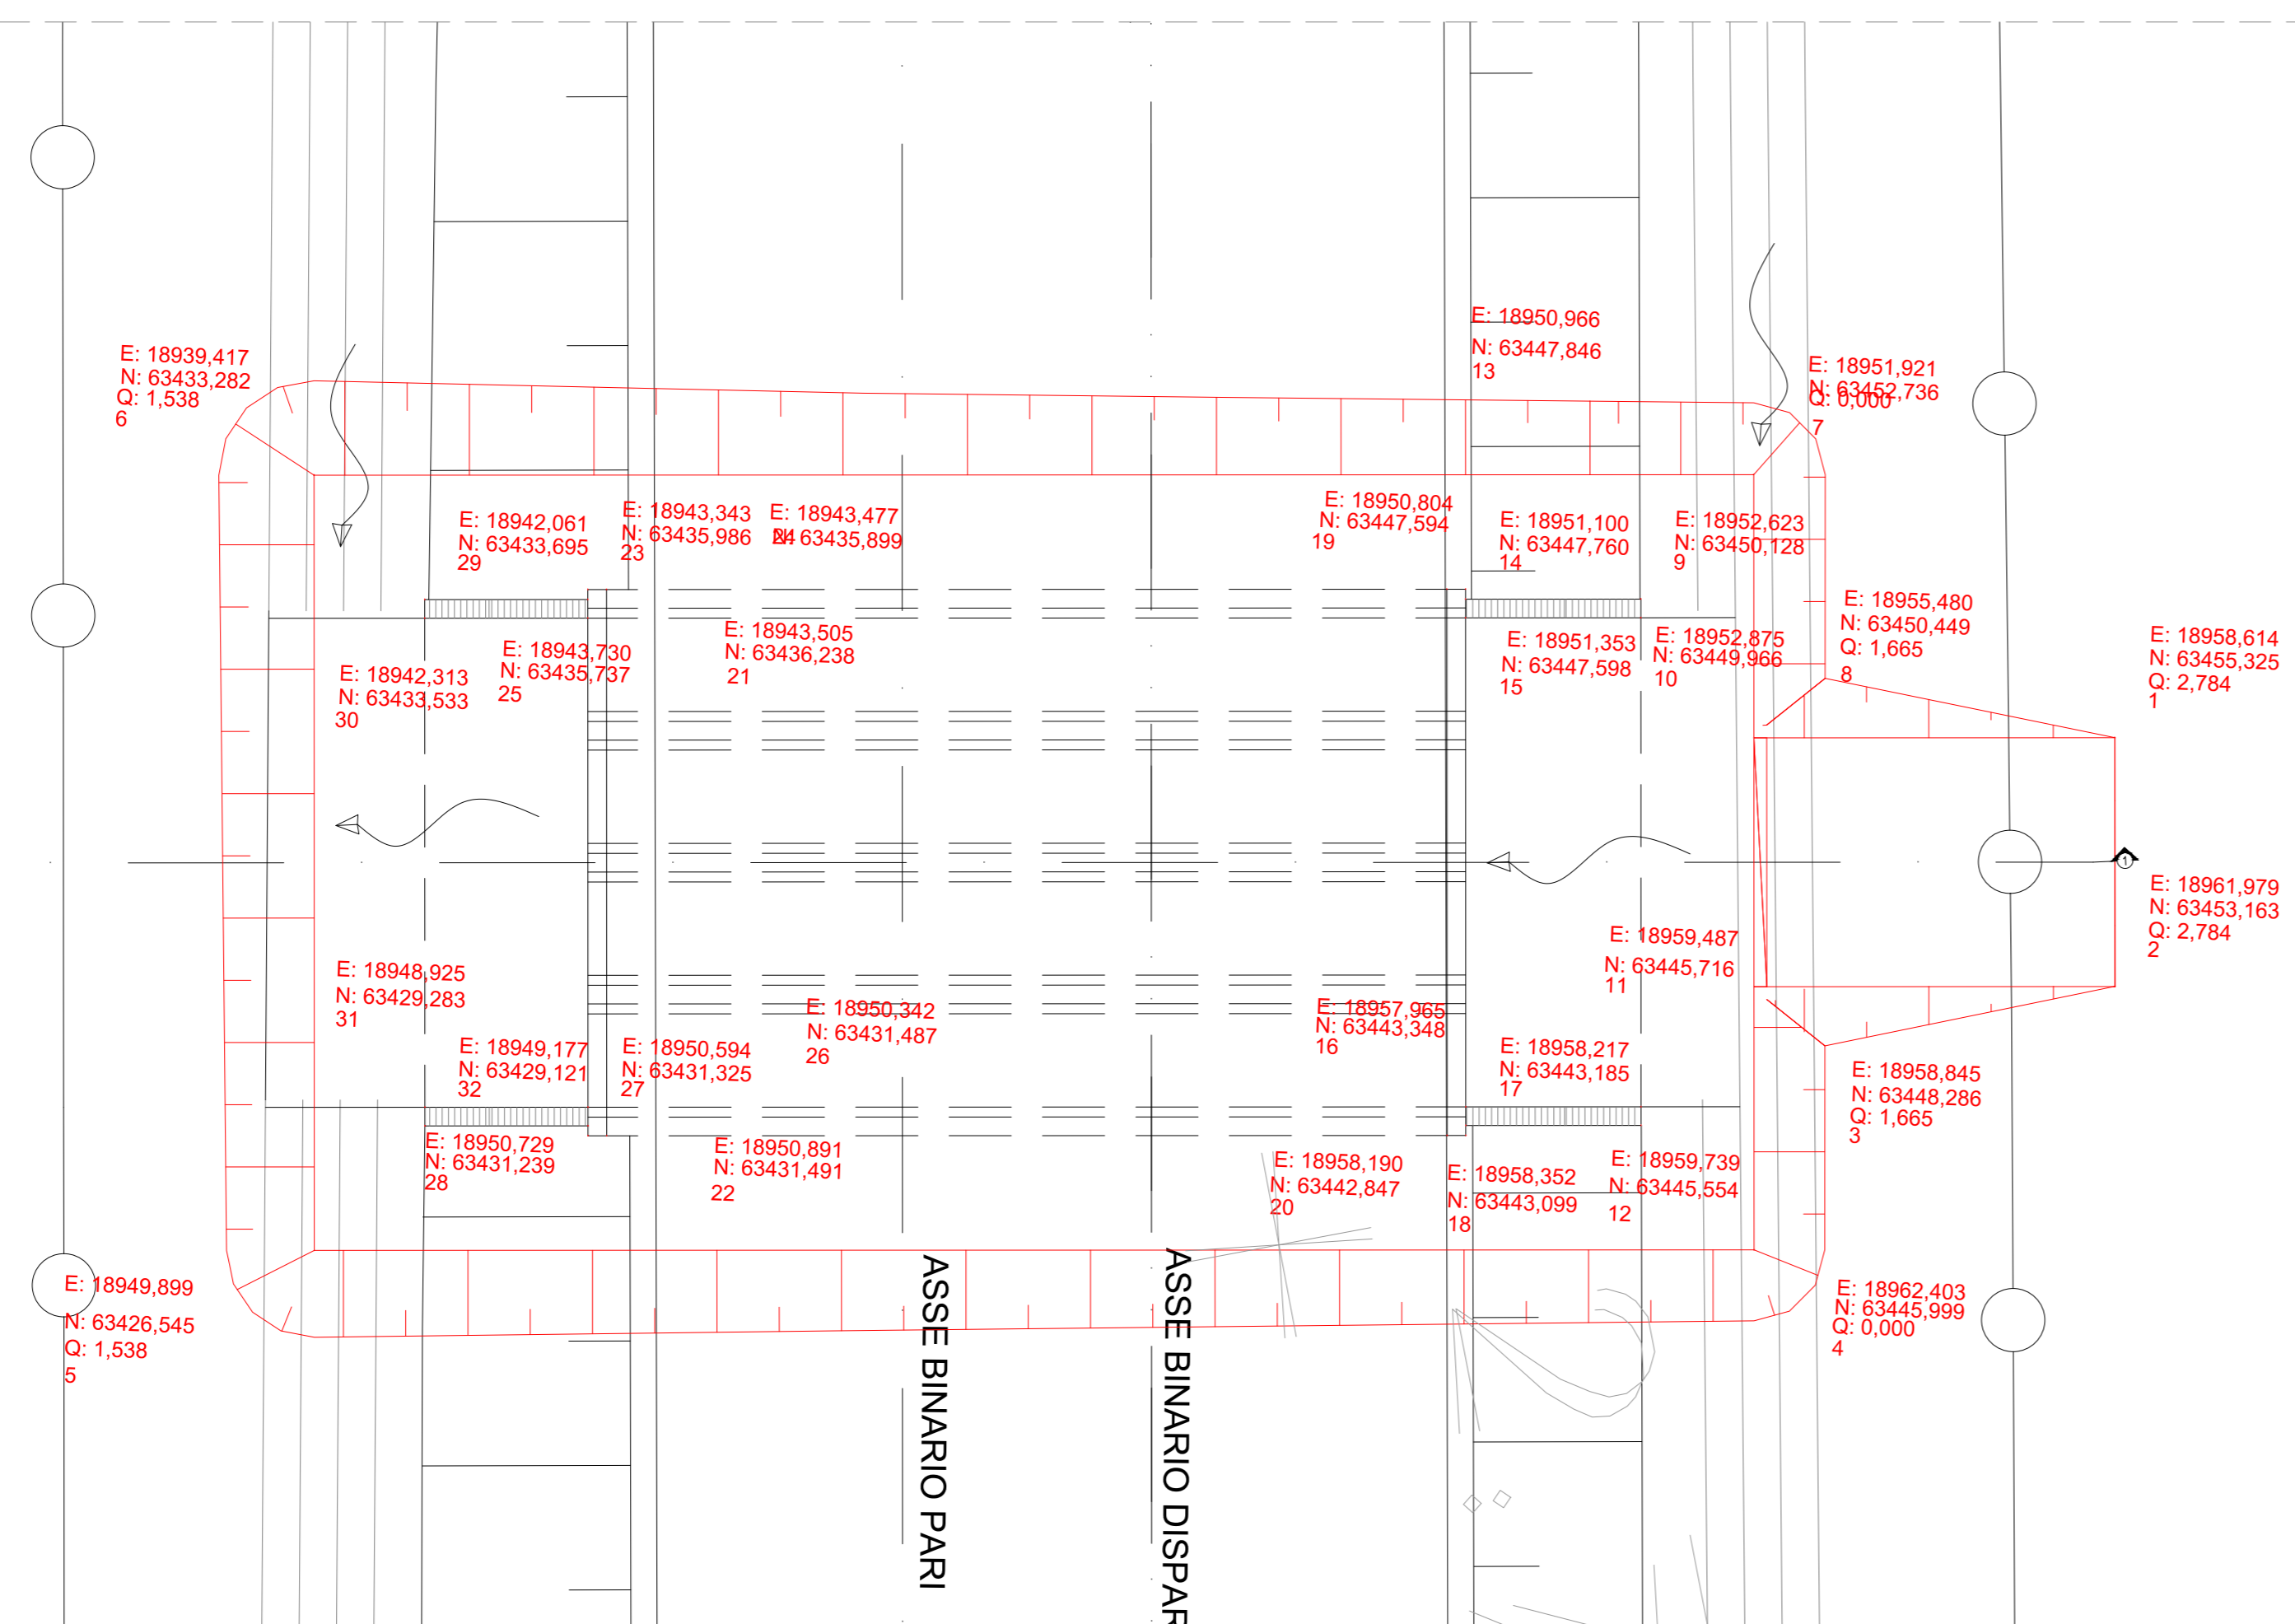 E: 18950,966
N: 63447,846
13
E: 18939,417
N: 63433,282
Q: 1,538
6
E: 18951,921
N: 63452,736
Q: 0,000
7
E: 18942,061
N: 63433,695
29
E: 18943,343
N: 63435,986
23
E: 18943,477
N: 63435,899
24
E: 18950,804
N: 63447,594
19
E: 18951,100
N: 63447,760
14
E: 18952,623
N: 63450,128
9
E: 18955,480
N: 63450,449
Q: 1,665
8
E: 18958,614
N: 63455,325
Q: 2,784
1
E: 18942,313
N: 63433,533
30
E: 18943,730
N: 63435,737
25
E: 18943,505
N: 63436,238
21
E: 18951,353
N: 63447,598
15
E: 18952,875
N: 63449,966
10
1
E: 18961,979
N: 63453,163
Q: 2,784
2
E: 18959,487
N: 63445,716
11
E: 18948,925
N: 63429,283
31
E: 18950,342
N: 63431,487
26
E: 18957,965
N: 63443,348
16
E: 18949,177
N: 63429,121
32
E: 18950,594
N: 63431,325
27
E: 18958,217
N: 63443,185
17
E: 18958,845
N: 63448,286
Q: 1,665
3
E: 18950,729
N: 63431,239
28
E: 18950,891
N: 63431,491
22
E: 18958,190
N: 63442,847
20
E: 18958,352
N: 63443,099
18
E: 18959,739
N: 63445,554
12
E: 18949,899
N: 63426,545
Q: 1,538
5
E: 18962,403
N: 63445,999
Q: 0,000
4
ASSE BINARIO PARI
ASSE BINARIO DISPAR